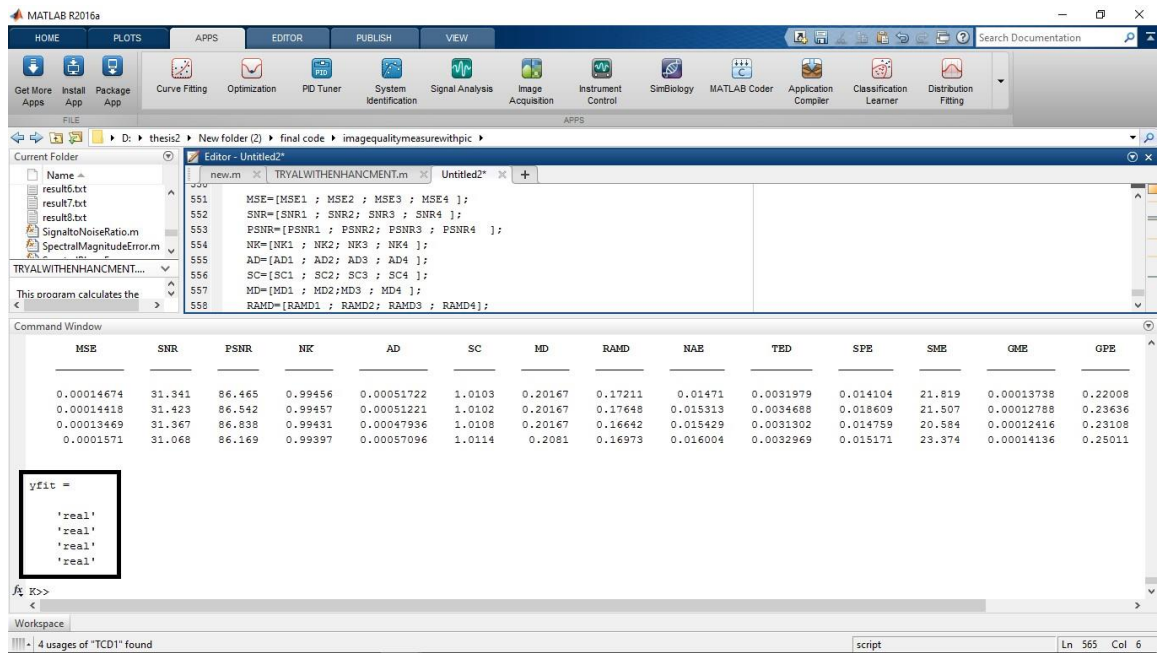 MATLAB R2016a
HOME PLOTS APPS EDITOR PUBLISH VIEW Search Documentation
Get More Apps Install App Package App Curve Fitting Optimization PID Tuner System Identification Signal Analysis Image Acquisition Instrument Control SimBiology MATLAB Coder Application Compiler Classification Learner Distribution Fitting
FILE APPS
D: ▸ thesis2 ▸ New folder (2) ▸ final code ▸ imagequalitymeasurewithpic ▸
Current Folder
Name
result6.txt
result7.txt
result8.txt
SignaltoNoiseRatio.m
SpectralMagnitudeError.m
TRYALWITHENHANCMENT....
This program calculates the
Editor - Untitled2*
new.m TRYALWITHENHANCMENT.m Untitled2* +
551 MSE=[MSE1 ; MSE2 ; MSE3 ; MSE4 ];
552 SNR=[SNR1 ; SNR2; SNR3 ; SNR4 ];
553 PSNR=[PSNR1 ; PSNR2; PSNR3 ; PSNR4 ];
554 NK=[NK1 ; NK2; NK3 ; NK4 ];
555 AD=[AD1 ; AD2; AD3 ; AD4 ];
556 SC=[SC1 ; SC2; SC3 ; SC4 ];
557 MD=[MD1 ; MD2;MD3 ; MD4 ];
558 RAMD=[RAMD1 ; RAMD2; RAMD3 ; RAMD4];
Command Window
MSE SNR PSNR NK AD SC MD RAMD NAE TED SPE SME GME GPE
0.00014674 31.341 86.465 0.99456 0.00051722 1.0103 0.20167 0.17211 0.01471 0.0031979 0.014104 21.819 0.00013738 0.22008
0.00014418 31.423 86.542 0.99457 0.00051221 1.0102 0.20167 0.17648 0.015313 0.0034688 0.018609 21.507 0.00012788 0.23636
0.00013469 31.367 86.838 0.99431 0.00047936 1.0108 0.20167 0.16642 0.015429 0.0031302 0.014759 20.584 0.00012416 0.23108
0.0001571 31.068 86.169 0.99397 0.00057096 1.0114 0.2081 0.16973 0.016004 0.0032969 0.015171 23.374 0.00014136 0.25011
yfit =
'real'
'real'
'real'
'real'
fx K>>
Workspace
4 usages of "TCD1" found script Ln 565 Col 6